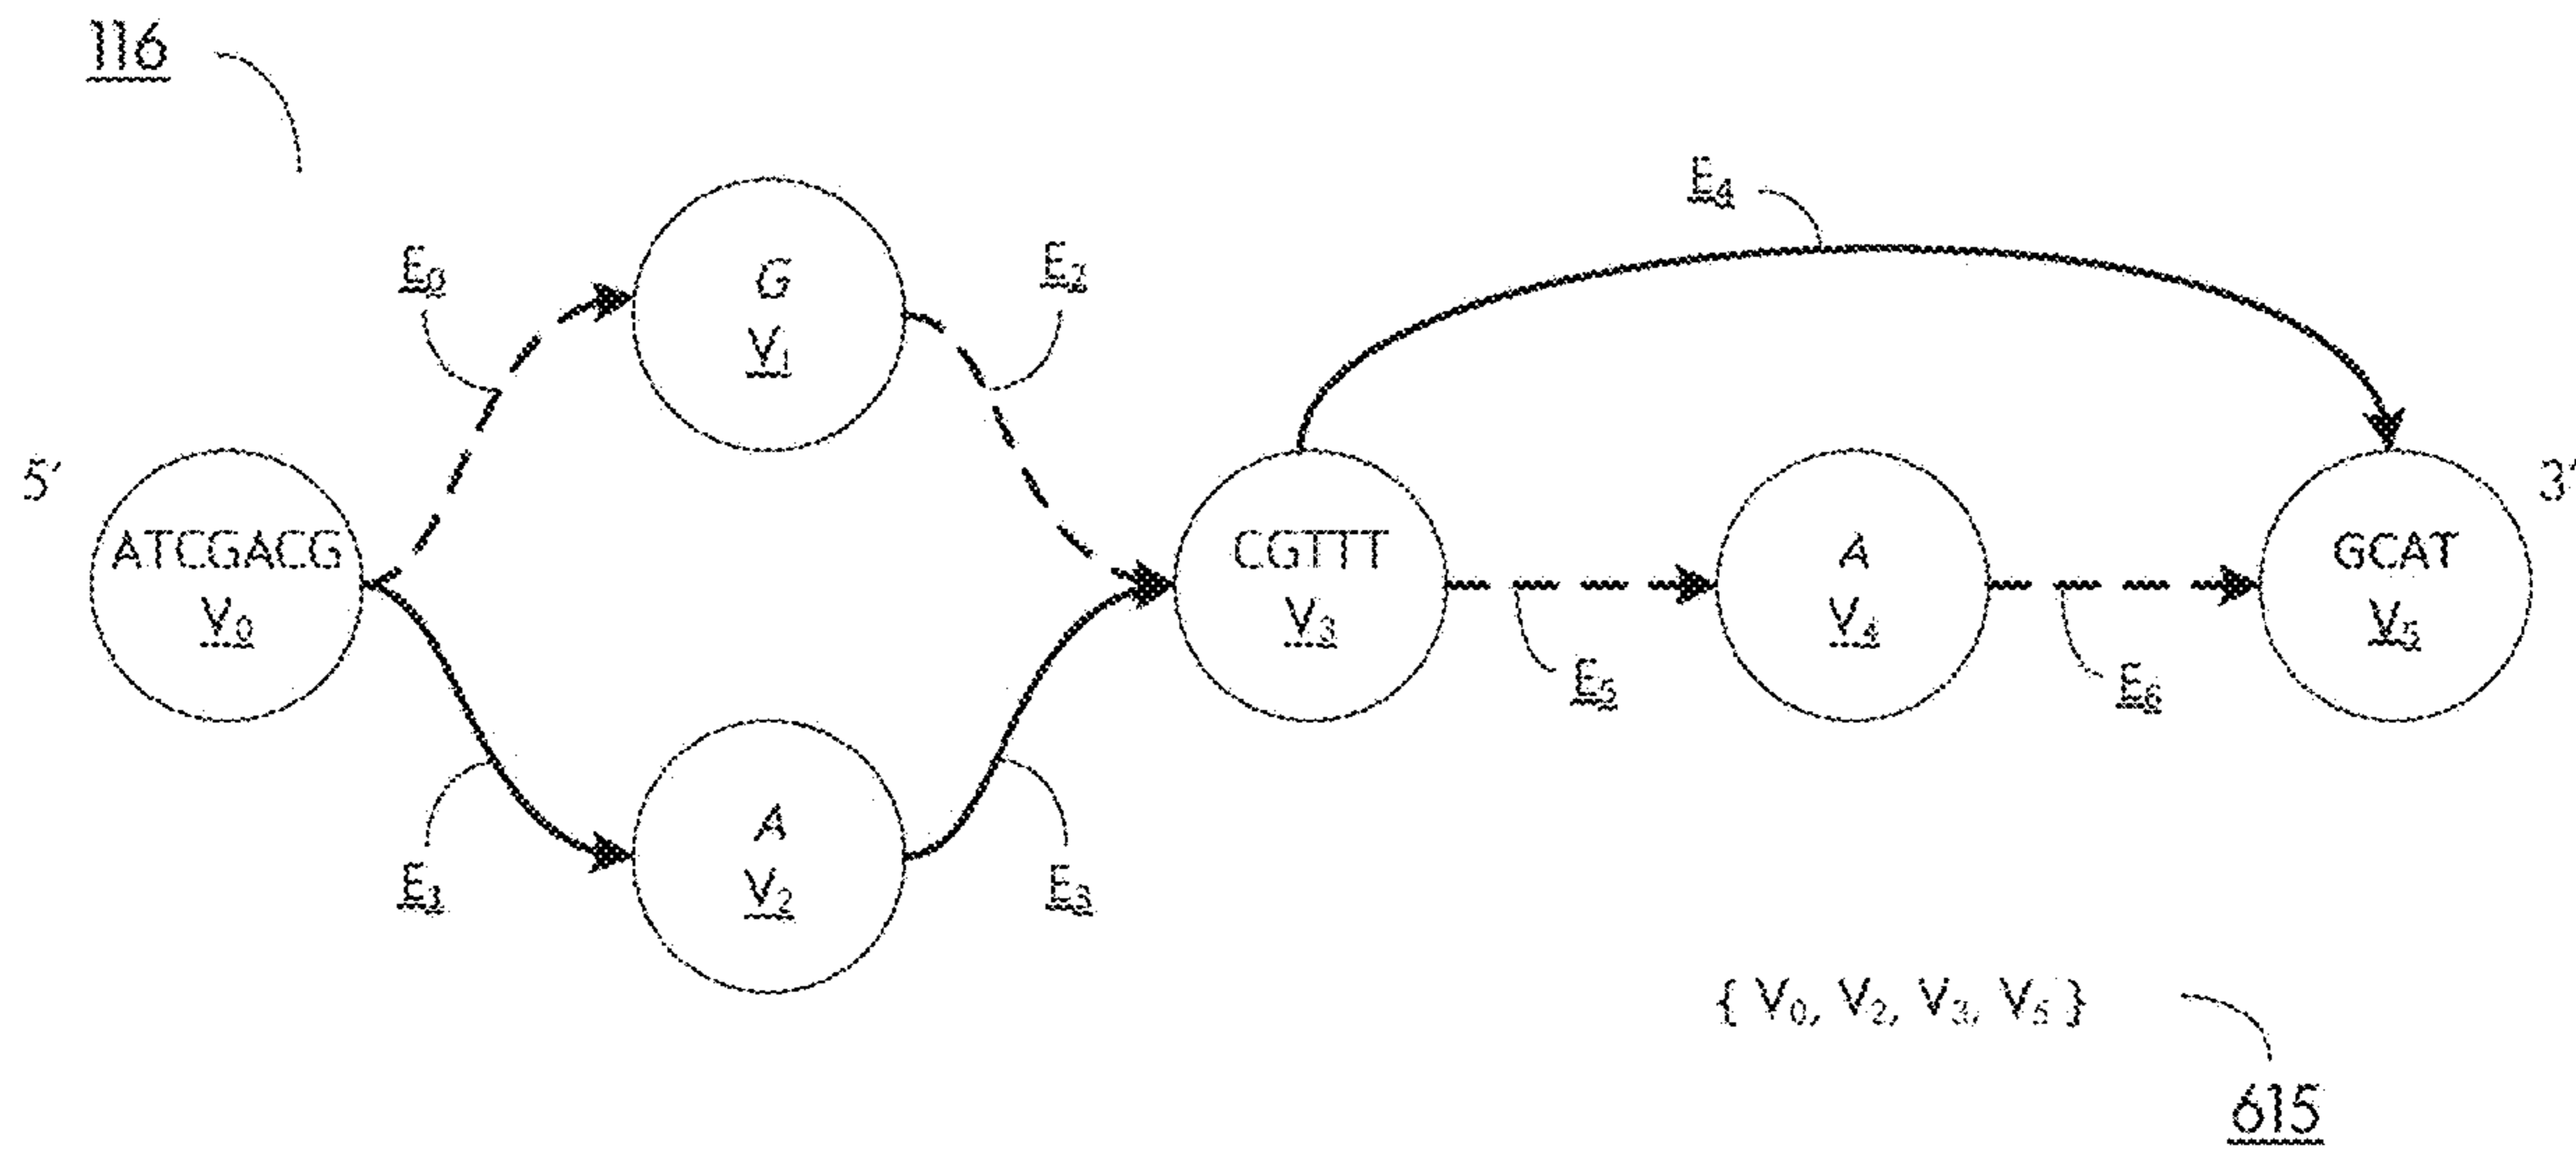 116
E₄
E₀
G
V₁
E₂
5′
ATCGACG
V₀
CGTTT
V₃
A
V₄
GCAT
V₅
3′
E₅
E₆
E₁
A
V₂
E₃
{ V₀, V₂, V₃, V₅ }
615